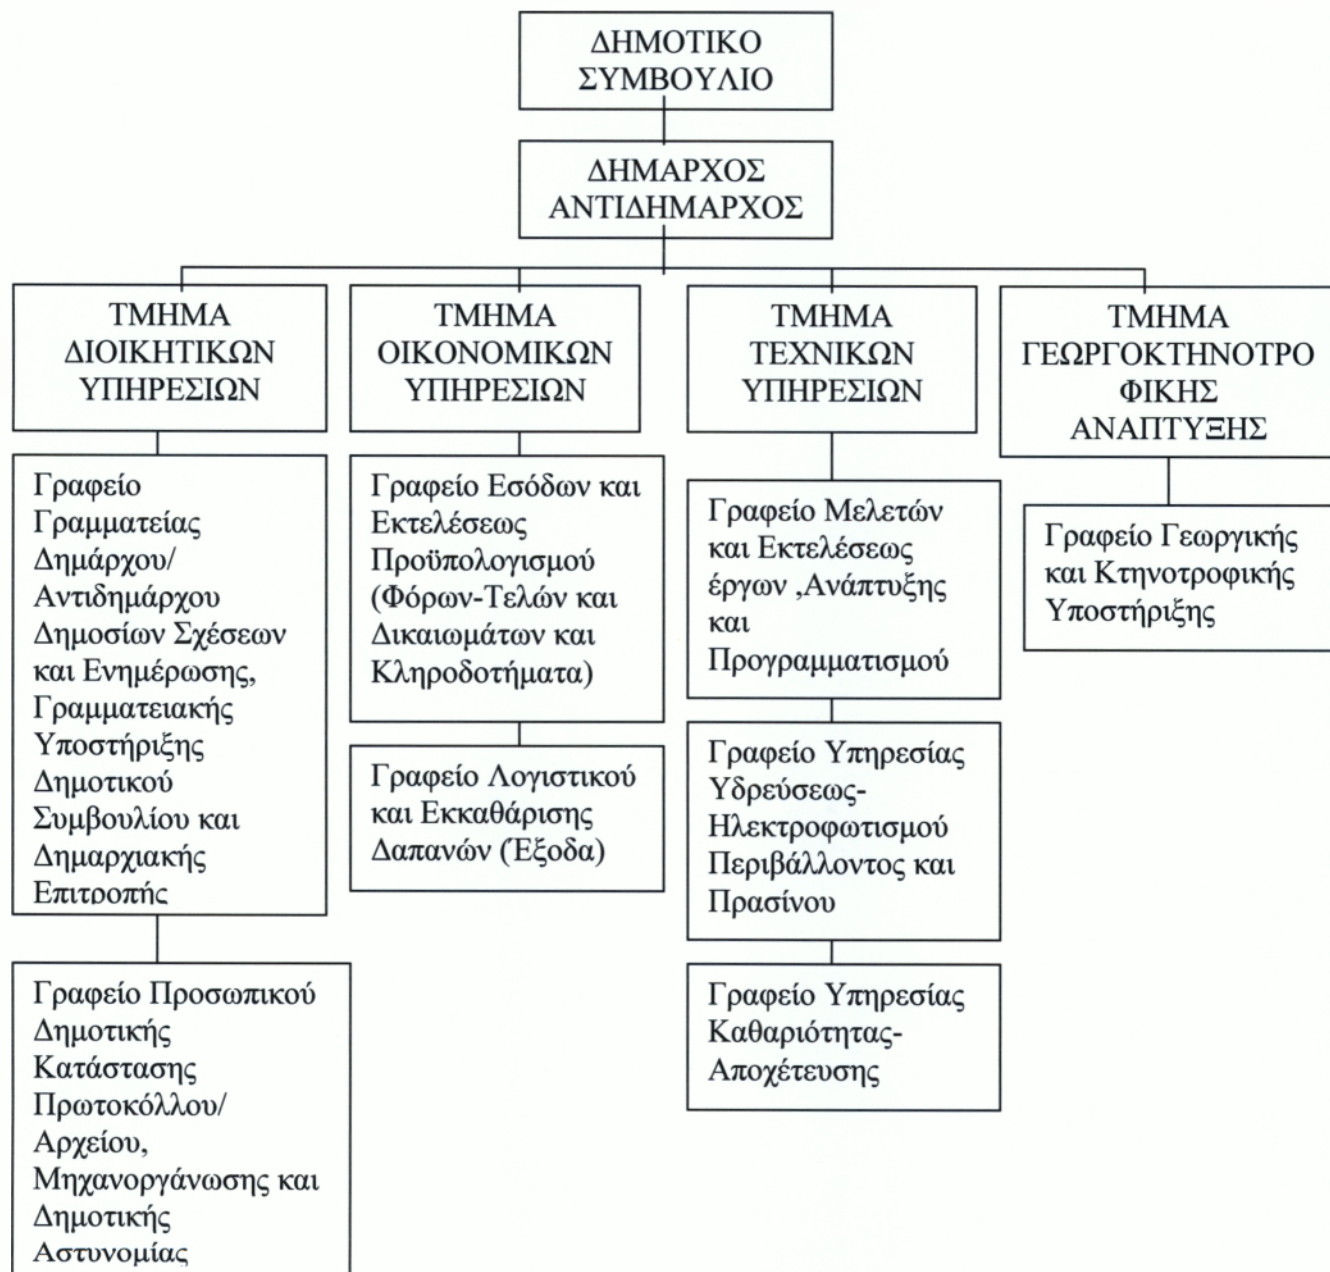 ΔΗΜΟΤΙΚΟ
ΣΥΜΒΟΥΛΙΟ
ΔΗΜΑΡΧΟΣ
ΑΝΤΙΔΗΜΑΡΧΟΣ
ΤΜΗΜΑ
ΔΙΟΙΚΗΤΙΚΩΝ
ΥΠΗΡΕΣΙΩΝ
ΤΜΗΜΑ
ΟΙΚΟΝΟΜΙΚΩΝ
ΥΠΗΡΕΣΙΩΝ
ΤΜΗΜΑ
ΤΕΧΝΙΚΩΝ
ΥΠΗΡΕΣΙΩΝ
ΤΜΗΜΑ
ΓΕΩΡΓΟΚΤΗΝΟΤΡΟ
ΦΙΚΗΣ
ΑΝΑΠΤΥΞΗΣ
Γραφείο
Γραμματείας
Δημάρχου/
Αντιδημάρχου
Δημοσίων Σχέσεων
και Ενημέρωσης,
Γραμματειακής
Υποστήριξης
Δημοτικού
Συμβουλίου και
Δημαρχιακής
Επιτροπής
Γραφείο Προσωπικού
Δημοτικής
Κατάστασης
Πρωτοκόλλου/
Αρχείου,
Μηχανοργάνωσης και
Δημοτικής
Αστυνομίας
Γραφείο Εσόδων και
Εκτελέσεως
Προϋπολογισμού
(Φόρων-Τελών και
Δικαιωμάτων και
Κληροδοτήματα)
Γραφείο Λογιστικού
και Εκκαθάρισης
Δαπανών (Έξοδα)
Γραφείο Μελετών
και Εκτελέσεως
έργων ,Ανάπτυξης
και
Προγραμματισμού
Γραφείο Υπηρεσίας
Υδρεύσεως-
Ηλεκτροφωτισμού
Περιβάλλοντος και
Πρασίνου
Γραφείο Υπηρεσίας
Καθαριότητας-
Αποχέτευσης
Γραφείο Γεωργικής
και Κτηνοτροφικής
Υποστήριξης